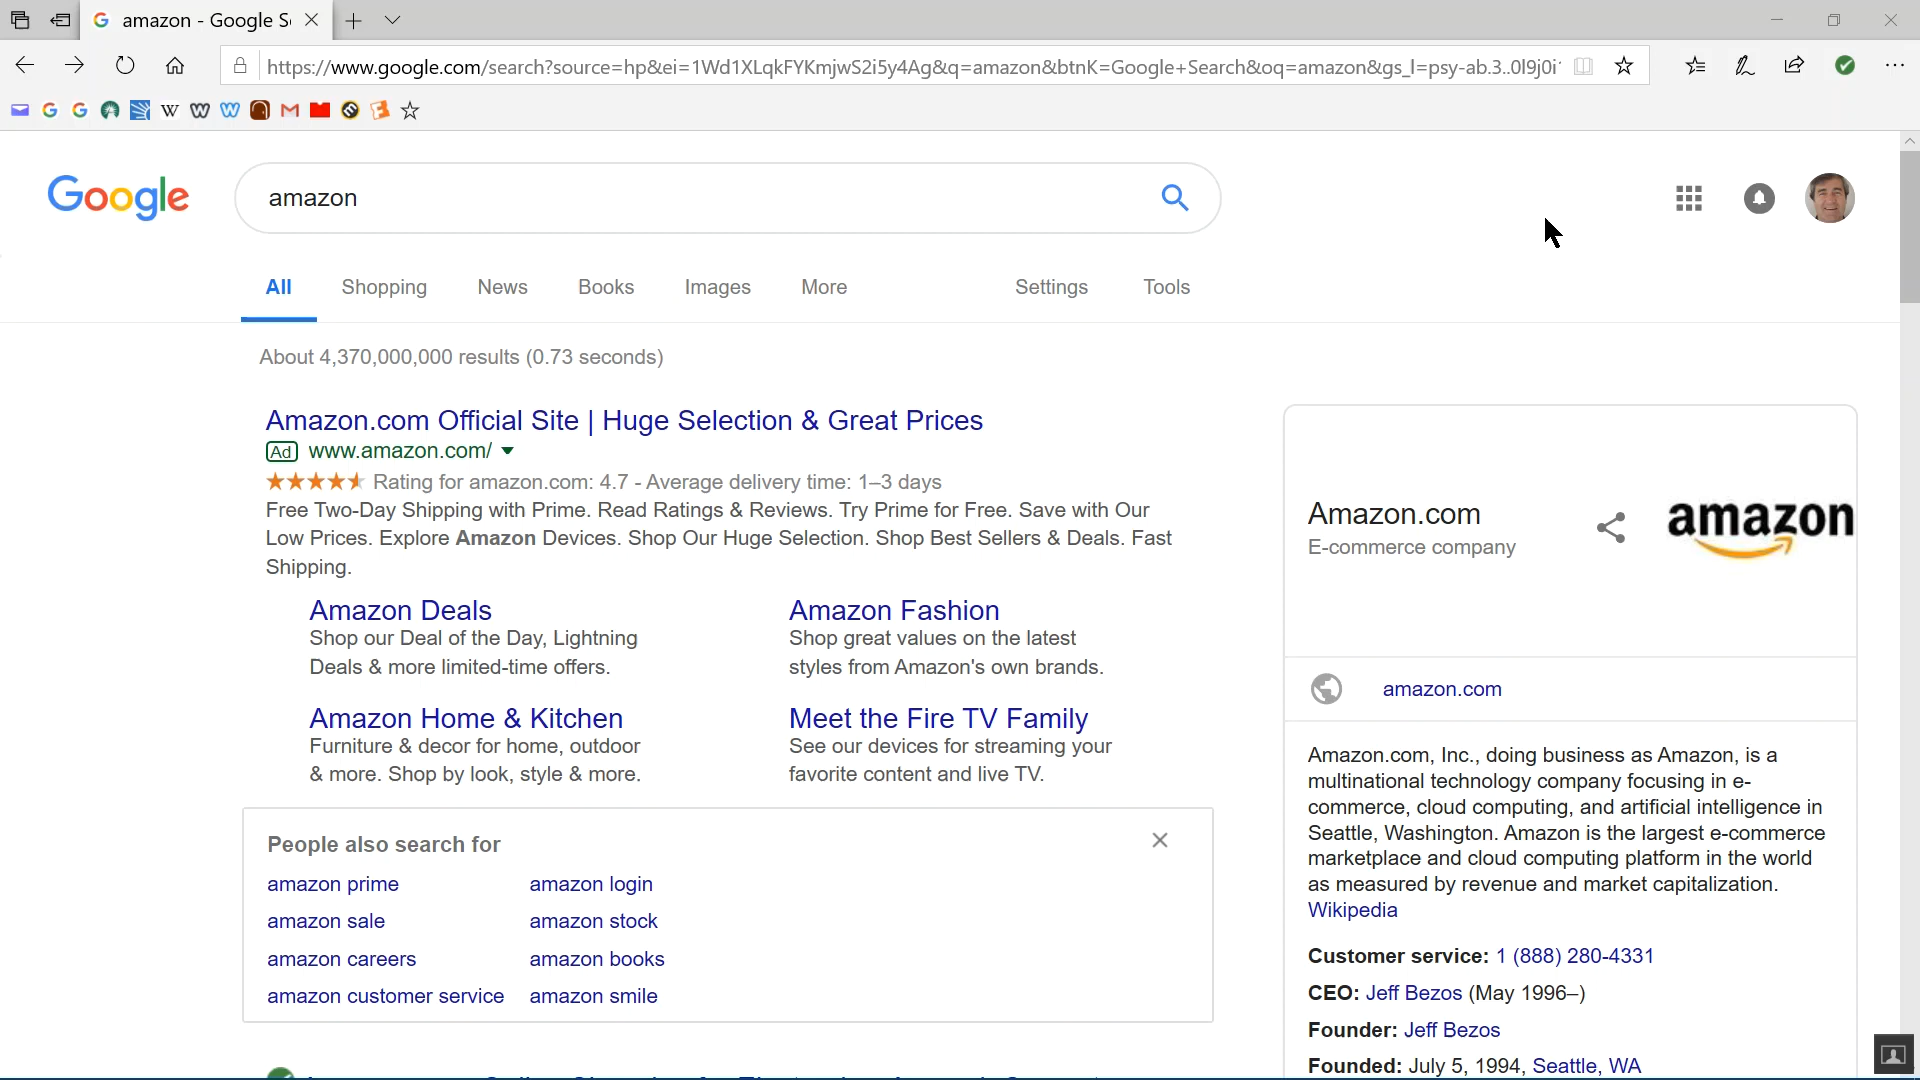 amazon - Google S
https://www.google.com/search?source=hp&ei=1Wd1XLqkFYKmjwS2i5y4Ag&q=amazon&btnK=Google+Search&oq=amazon&gs_l=psy-ab.3..0l9j0i
Google
amazon
All Shopping News Books Images More Settings Tools
About 4,370,000,000 results (0.73 seconds)
Amazon.com Official Site | Huge Selection & Great Prices
Ad www.amazon.com/
Rating for amazon.com: 4.7 - Average delivery time: 1–3 days
Free Two-Day Shipping with Prime. Read Ratings & Reviews. Try Prime for Free. Save with Our
Low Prices. Explore Amazon Devices. Shop Our Huge Selection. Shop Best Sellers & Deals. Fast
Shipping.
Amazon Deals
Shop our Deal of the Day, Lightning
Deals & more limited-time offers.
Amazon Fashion
Shop great values on the latest
styles from Amazon's own brands.
Amazon Home & Kitchen
Furniture & decor for home, outdoor
& more. Shop by look, style & more.
Meet the Fire TV Family
See our devices for streaming your
favorite content and live TV.
People also search for
amazon prime amazon login
amazon sale amazon stock
amazon careers amazon books
amazon customer service amazon smile
Amazon.com
E-commerce company
amazon
amazon.com
Amazon.com, Inc., doing business as Amazon, is a
multinational technology company focusing in e-
commerce, cloud computing, and artificial intelligence in
Seattle, Washington. Amazon is the largest e-commerce
marketplace and cloud computing platform in the world
as measured by revenue and market capitalization.
Wikipedia
Customer service: 1 (888) 280-4331
CEO: Jeff Bezos (May 1996–)
Founder: Jeff Bezos
Founded: July 5, 1994, Seattle, WA